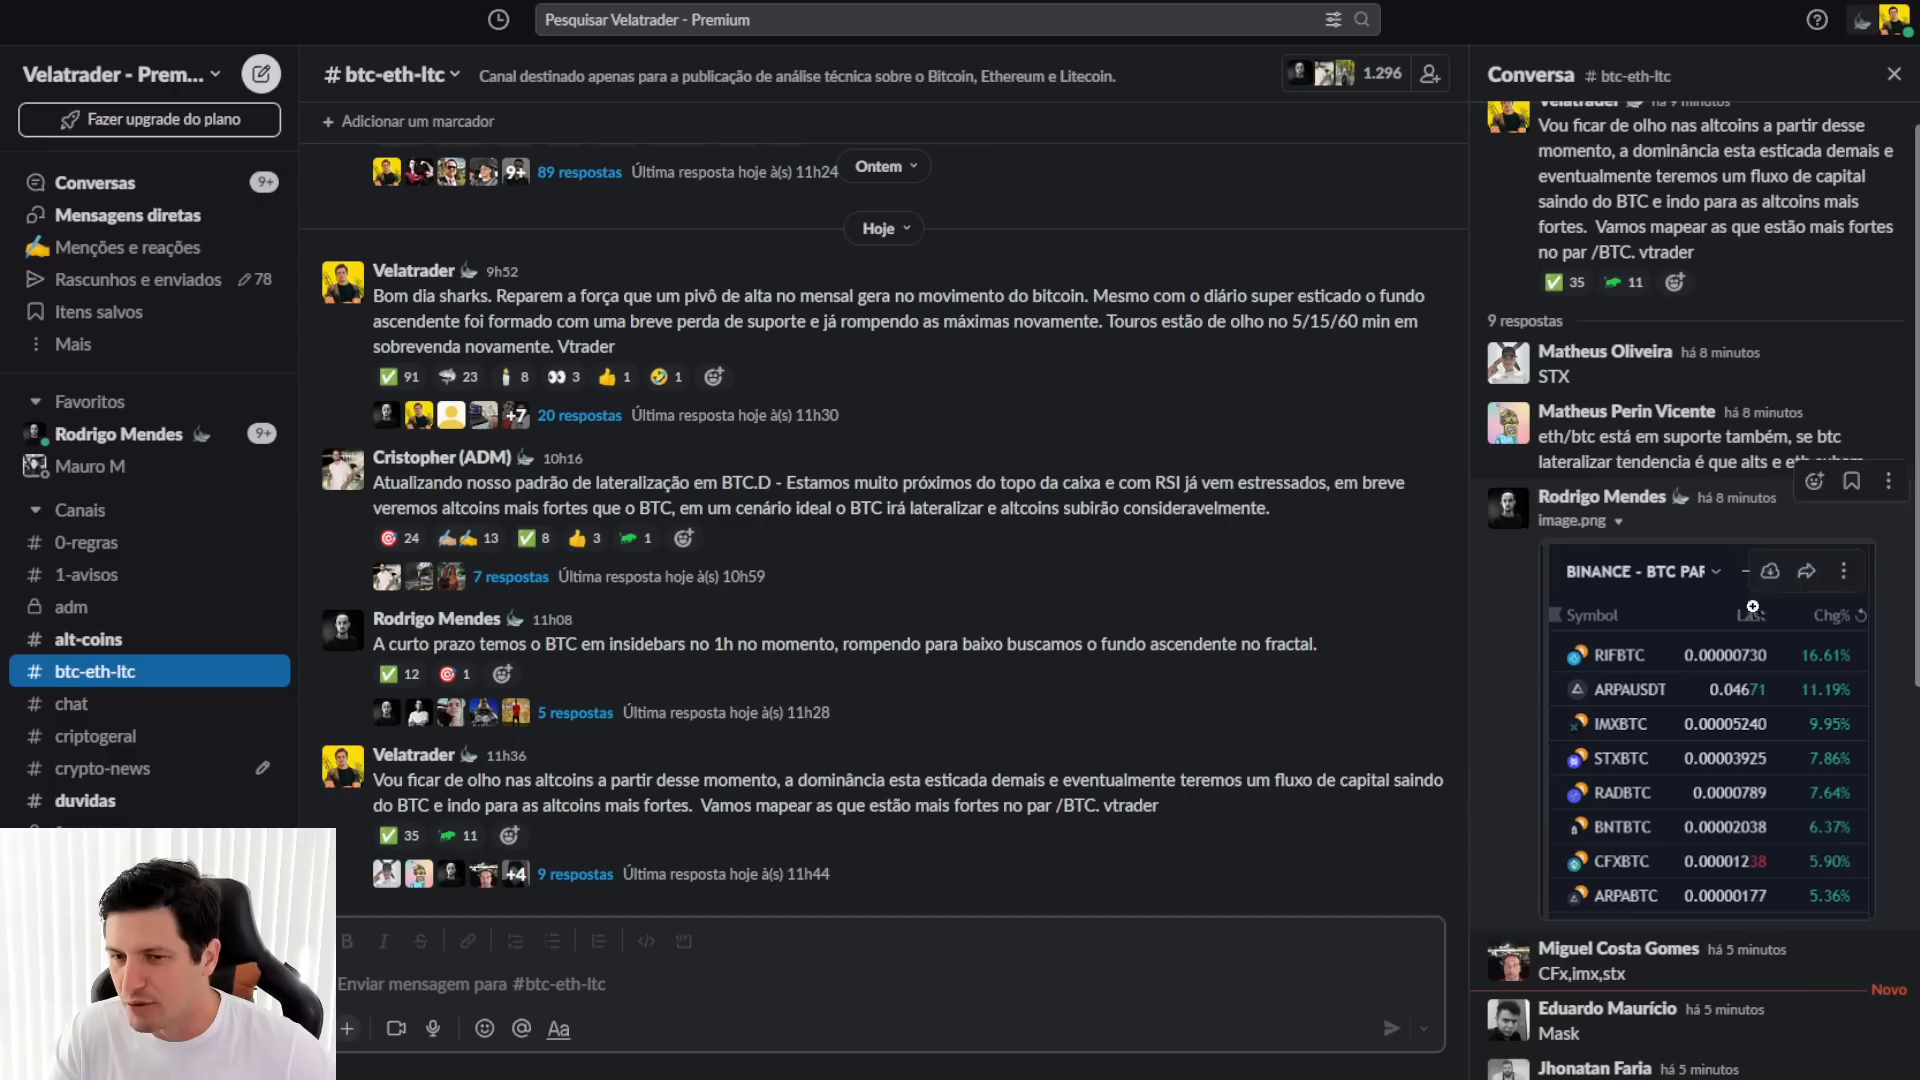 Pesquisar Velatrader - Premium
Velatrader - Prem...
Fazer upgrade do plano
Conversas 9+
Mensagens diretas
Menções e reações
Rascunhos e enviados 78
Itens salvos
Mais
Favoritos
Rodrigo Mendes 9+
Mauro M
Canais
# 0-regras
# 1-avisos
adm
# alt-coins
# btc-eth-ltc
# chat
# criptogeral
# crypto-news
# duvidas
# btc-eth-ltc Canal destinado apenas para a publicação de análise técnica sobre o Bitcoin, Ethereum e Litecoin. 1.296
+ Adicionar um marcador
9+ 89 respostas Última resposta hoje à(s) 11h24
Ontem
Hoje
Velatrader 9h52
Bom dia sharks. Reparem a força que um pivô de alta no mensal gera no movimento do bitcoin. Mesmo com o diário super esticado o fundo
ascendente foi formado com uma breve perda de suporte e já rompendo as máximas novamente. Touros estão de olho no 5/15/60 min em
sobrevenda novamente. Vtrader
91 23 8 3 1 1
+7 20 respostas Última resposta hoje à(s) 11h30
Cristopher (ADM) 10h16
Atualizando nosso padrão de lateralização em BTC.D - Estamos muito próximos do topo da caixa e com RSI já vem estressados, em breve
veremos altcoins mais fortes que o BTC, em um cenário ideal o BTC irá lateralizar e altcoins subirão consideravelmente.
24 13 8 3 1
7 respostas Última resposta hoje à(s) 10h59
Rodrigo Mendes 11h08
A curto prazo temos o BTC em insidebars no 1h no momento, rompendo para baixo buscamos o fundo ascendente no fractal.
12 1
5 respostas Última resposta hoje à(s) 11h28
Velatrader 11h36
Vou ficar de olho nas altcoins a partir desse momento, a dominância esta esticada demais e eventualmente teremos um fluxo de capital saindo
do BTC e indo para as altcoins mais fortes. Vamos mapear as que estão mais fortes no par /BTC. vtrader
35 11
+4 9 respostas Última resposta hoje à(s) 11h44
B I S
Enviar mensagem para #btc-eth-ltc
+ @ Aa
Conversa # btc-eth-ltc
Velatrader há 9 minutos
Vou ficar de olho nas altcoins a partir desse
momento, a dominância esta esticada demais e
eventualmente teremos um fluxo de capital
saindo do BTC e indo para as altcoins mais
fortes. Vamos mapear as que estão mais fortes
no par /BTC. vtrader
35 11
9 respostas
Matheus Oliveira há 8 minutos
STX
Matheus Perin Vicente há 8 minutos
eth/btc está em suporte também, se btc
lateralizar tendencia é que alts e eth subam
Rodrigo Mendes há 8 minutos
image.png
BINANCE - BTC PAR
Symbol Last Chg%
RIFBTC 0.00000730 16.61%
ARPAUSDT 0.04671 11.19%
IMXBTC 0.00005240 9.95%
STXBTC 0.00003925 7.86%
RADBTC 0.0000789 7.64%
BNTBTC 0.00002038 6.37%
CFXBTC 0.00001238 5.90%
ARPABTC 0.00000177 5.36%
Miguel Costa Gomes há 5 minutos
CFx,imx,stx
Novo
Eduardo Maurício há 5 minutos
Mask
Jhonatan Faria há 5 minutos